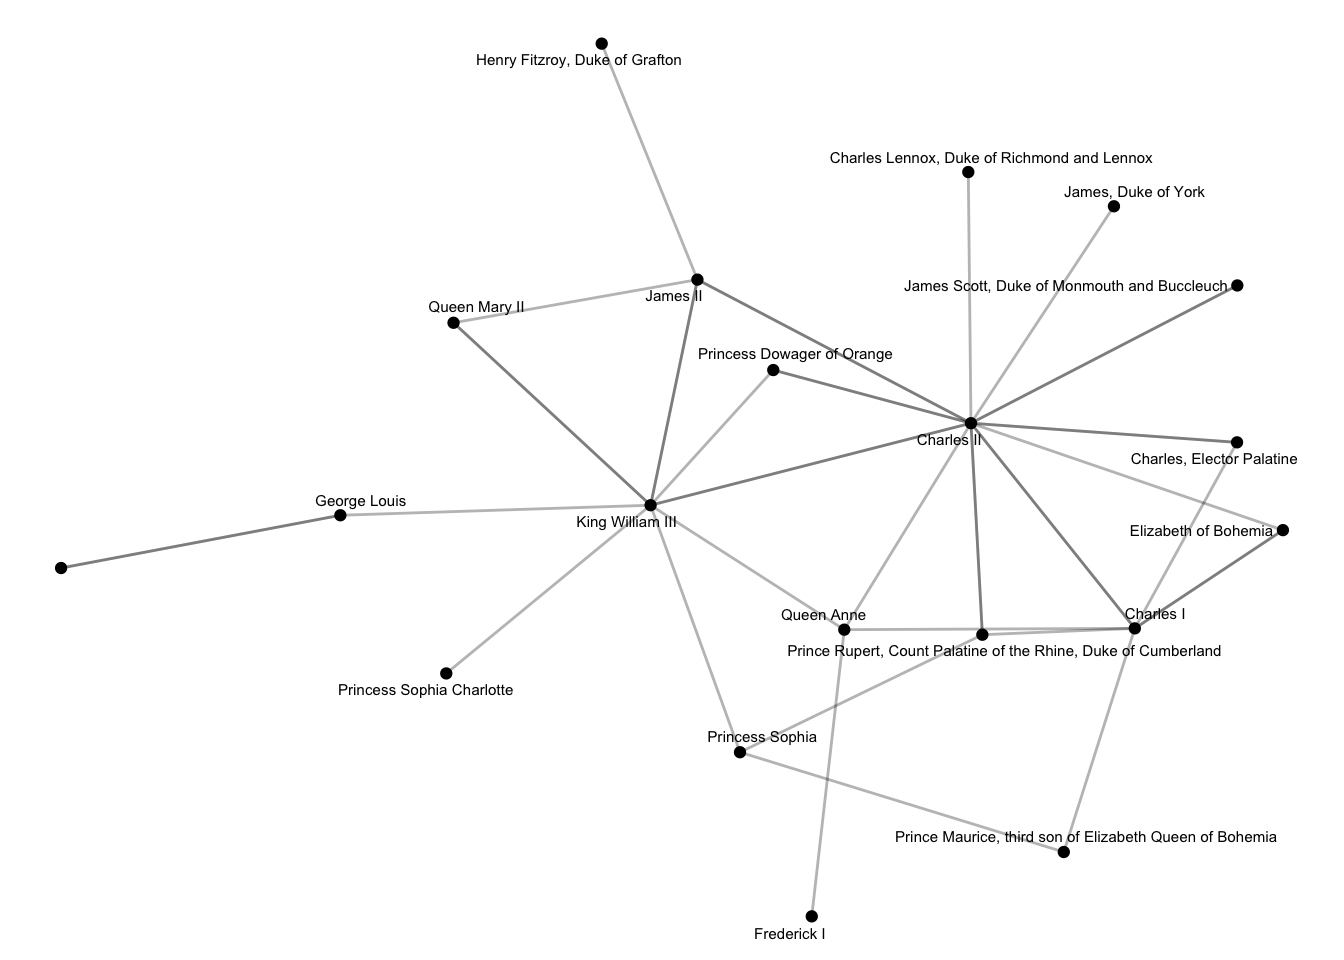 Henry Fitzroy, Duke of Grafton
Charles Lennox, Duke of Richmond and Lennox
James, Duke of York
James Scott, Duke of Monmouth and Buccleuch
James II
Queen Mary II
Princess Dowager of Orange
Charles II
Charles, Elector Palatine
George Louis
King William III
Elizabeth of Bohemia
Queen Anne
Charles I
Prince Rupert, Count Palatine of the Rhine, Duke of Cumberland
Princess Sophia Charlotte
Princess Sophia
Prince Maurice, third son of Elizabeth Queen of Bohemia
Frederick I